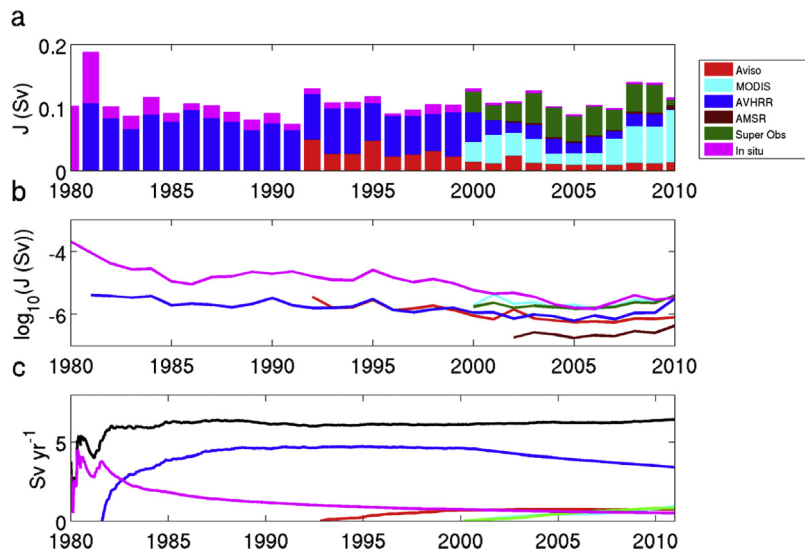 a
J (Sv)
0.2
0.1
0
1980 1985 1990 1995 2000 2005 2010
Aviso
MODIS
AVHRR
AMSR
Super Obs
In situ
b
log10(J (Sv))
-4
-6
1980 1985 1990 1995 2000 2005 2010
c
Sv yr-1
5
0
1980 1985 1990 1995 2000 2005 2010